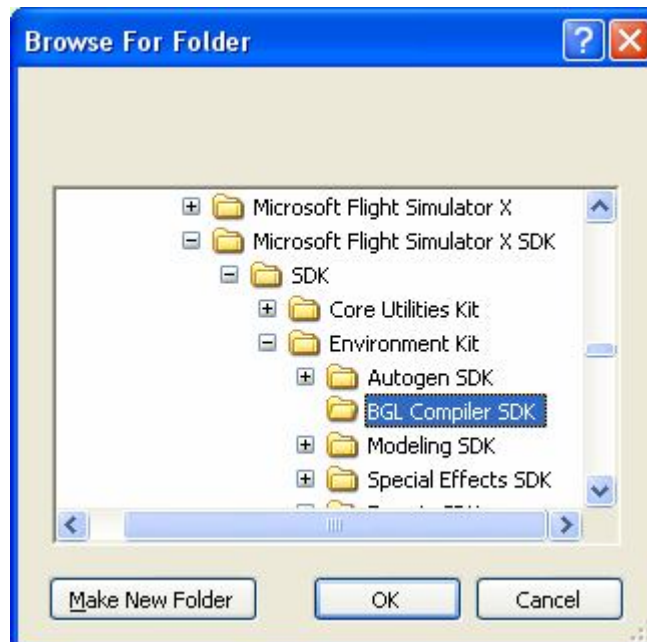 Browse For Folder
Microsoft Flight Simulator X
Microsoft Flight Simulator X SDK
SDK
Core Utilities Kit
Environment Kit
Autogen SDK
BGL Compiler SDK
Modeling SDK
Special Effects SDK
Make New Folder OK Cancel